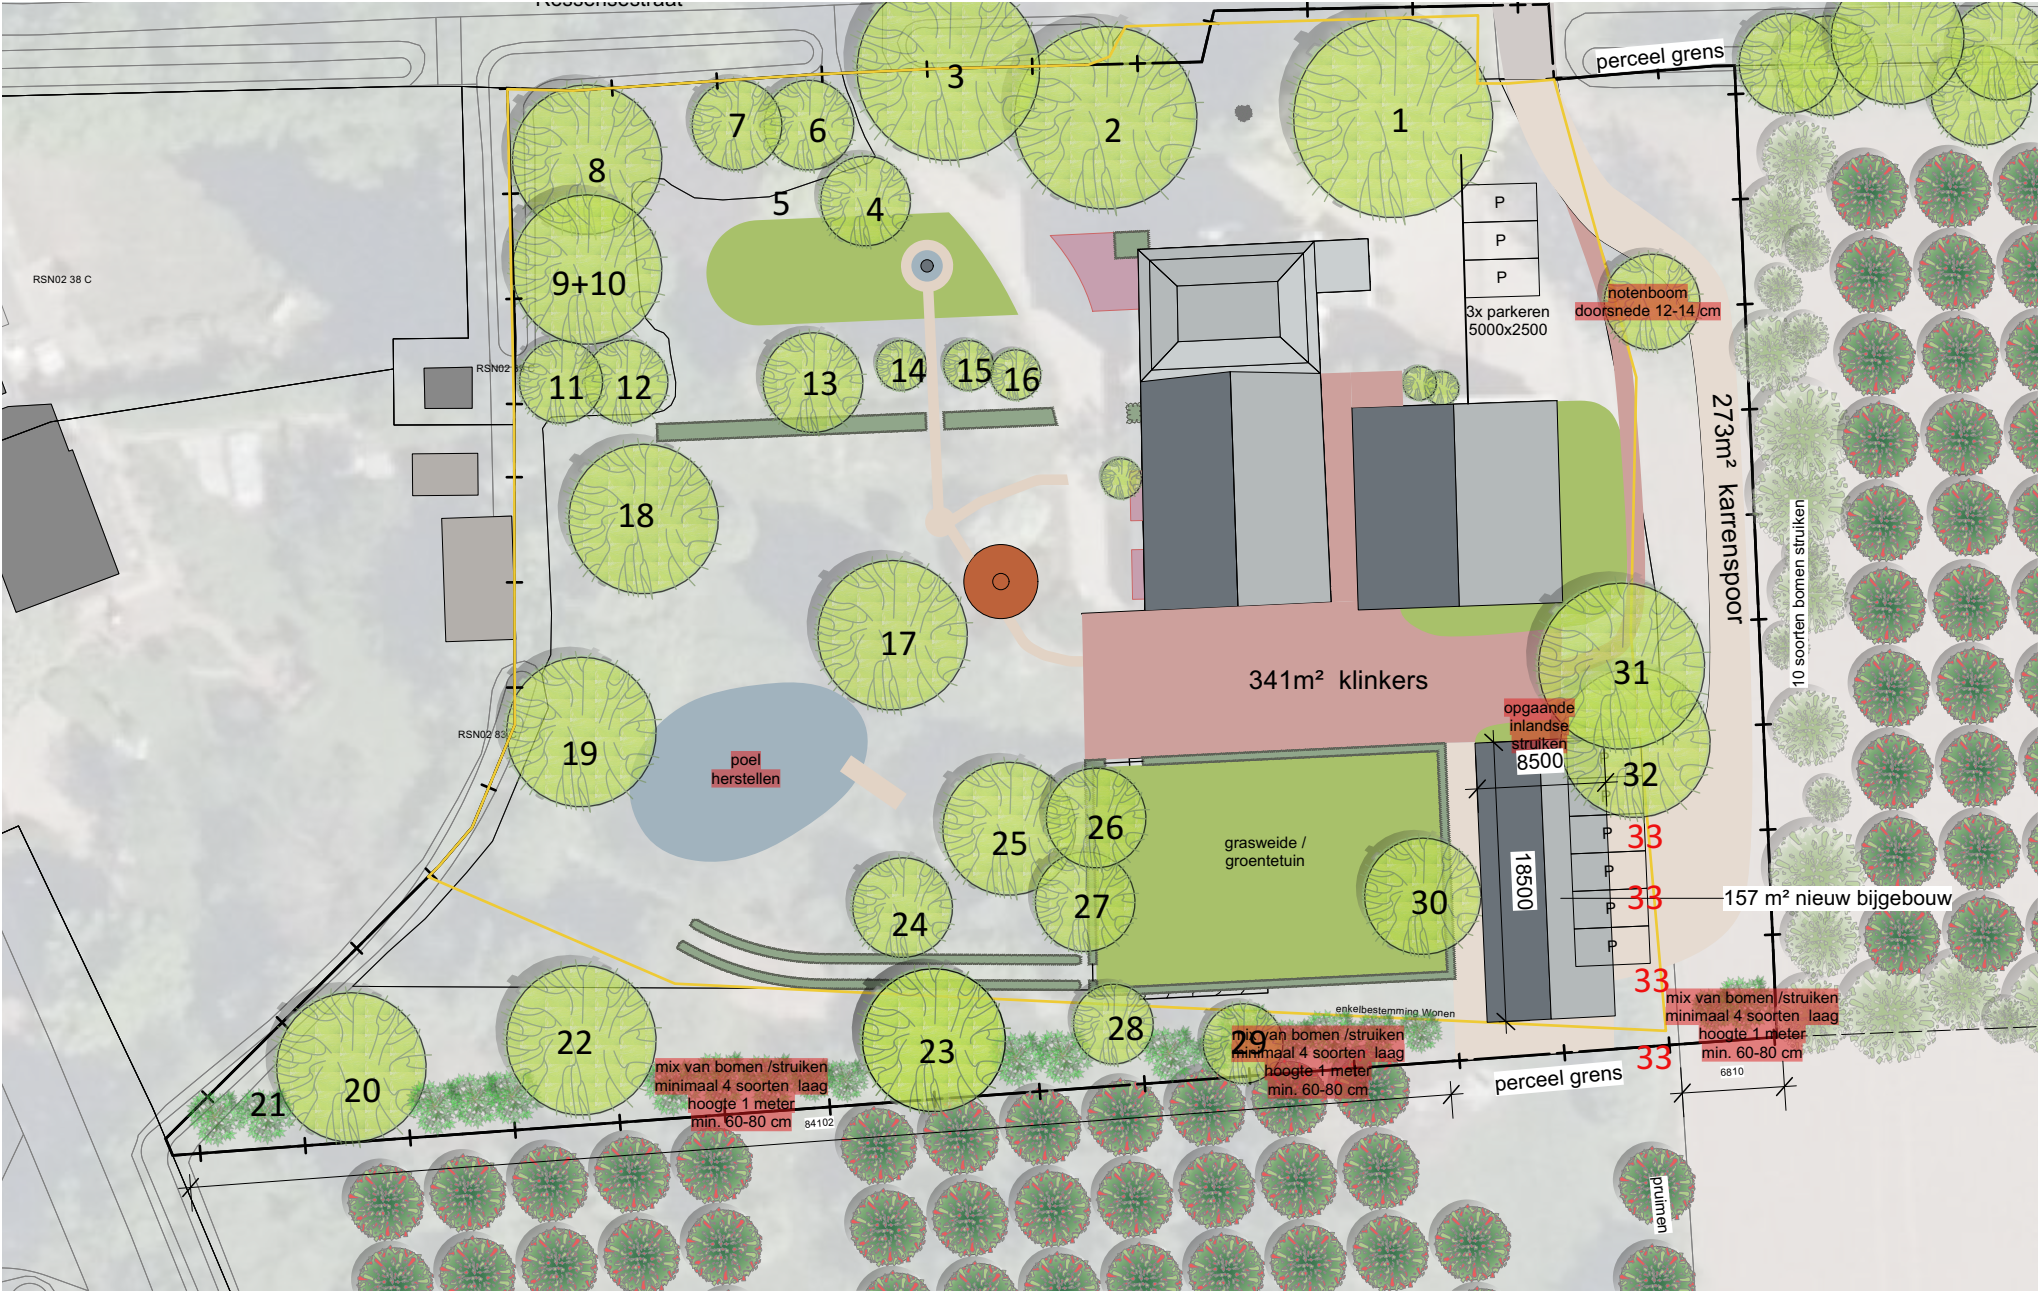 Rossensestraat
perceel grens
3
7
6
2
1
8
5
4
P
P
P
RSN02 38 C
9+10
notenboom
doorsnede 12-14 cm
3x parkeren
5000x2500
RSN02
11
12
13
14
15
16
273m² karrenspoor
18
10 soorten bomen struiken
17
341m² klinkers
31
opgaande
inlandse
struiken
8500
RSN02 83
19
poel
herstellen
32
25
26
grasweide /
groentetuin
P
33
P
18500
30
P
33
157 m² nieuw bijgebouw
24
27
P
33
mix van bomen /struiken
minimaal 4 soorten laag
hoogte 1 meter
min. 60-80 cm
enkelbestemming Wonen
22
23
28
29
mix van bomen /struiken
minimaal 4 soorten laag
hoogte 1 meter
min. 60-80 cm
33
perceel grens
6810
mix van bomen /struiken
minimaal 4 soorten laag
hoogte 1 meter
min. 60-80 cm
21
20
84102
pruimen